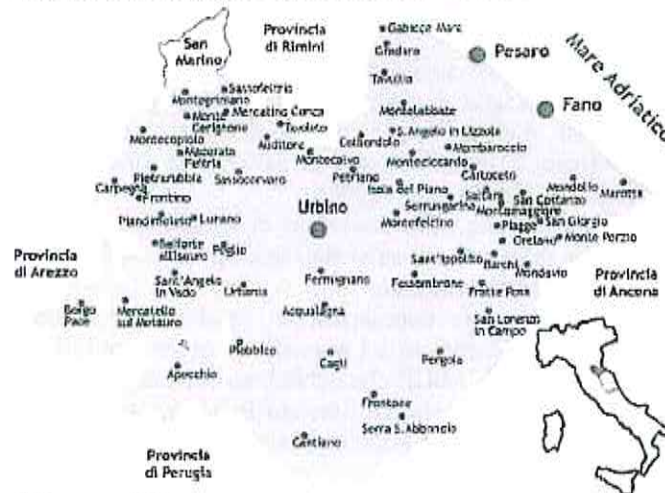 Gabicce Mare
San
Marino
Provincia
di Rimini
Gradara
Pesaro
Mare Adriatico
Tavullia
Sassofeltrio
Montegrimano
Monte
Cerignone
Mercatino Conca
Montelabbate
Fano
Tavoleto
Montecopiolo
Auditore
Colbordolo
S. Angelo in Lizzola
Mombaroccio
Macerata
Feltria
Montecalvo
Monteciccardo
Pietrarubbia
Sassocorvaro
Petriano
Cartoceto
Carpegna
Frontino
Isola del Piano
Saltara
Mondolfo
Marotta
Serrungarina
San Costanzo
Montemaggiore
Piandimeleto
Lunano
Urbino
Montefelcino
Piagge
San Giorgio
Orciano
Monte Porzio
Provincia
di Arezzo
Belforte
all'Isauro
Peglio
Sant'Ippolito
Barchi
Mondavio
Sant'Angelo
in Vado
Urbania
Fermignano
Fossombrone
Fratte Rosa
Provincia
di Ancona
Borgo
Pace
Mercatello
sul Metauro
Acqualagna
San Lorenzo
in Campo
Piobbico
Cagli
Pergola
Apecchio
Frontone
Serra S. Abbondio
Cantiano
Provincia
di Perugia